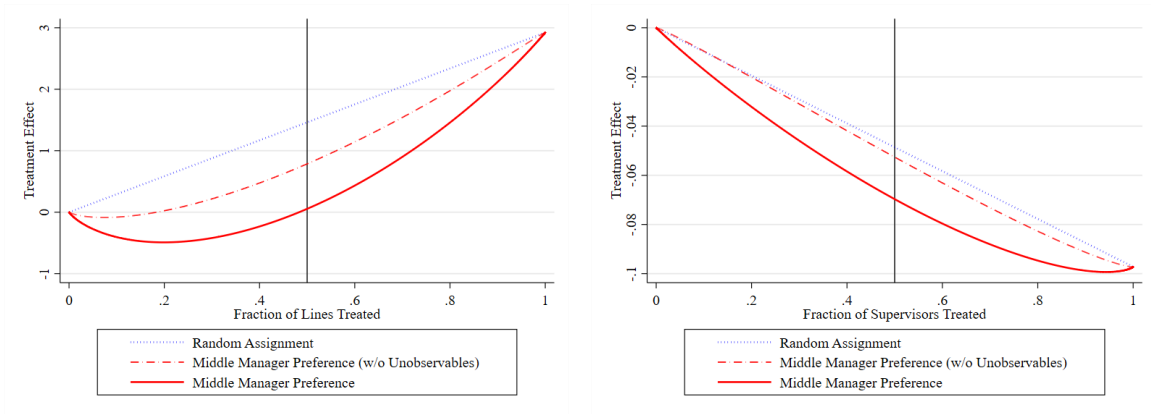 3
2
1
0
-1
Treatment Effect
0 .2 .4 .6 .8 1
Fraction of Lines Treated
Random Assignment
Middle Manager Preference (w/o Unobservables)
Middle Manager Preference
0
-.02
-.04
-.06
-.08
-.1
Treatment Effect
0 .2 .4 .6 .8 1
Fraction of Supervisors Treated
Random Assignment
Middle Manager Preference (w/o Unobservables)
Middle Manager Preference